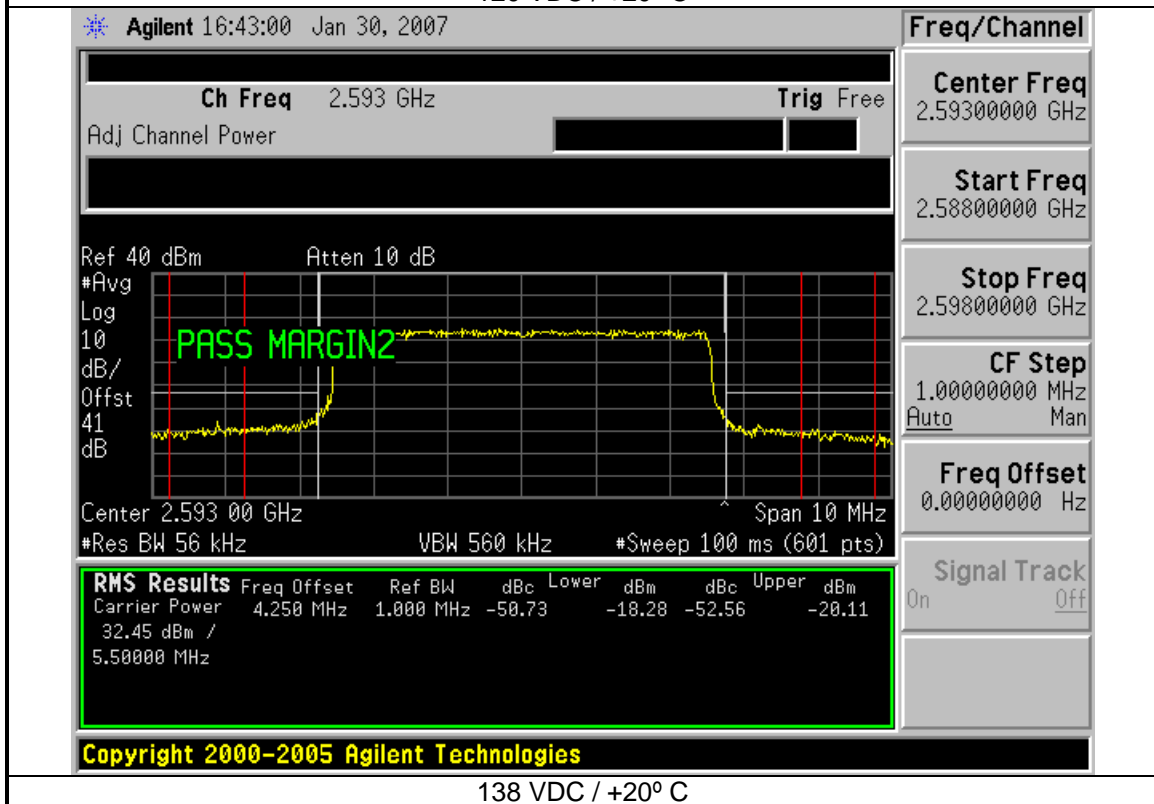 Agilent 16:43:00 Jan 30, 2007
Freq/Channel
Ch Freq 2.593 GHz Trig Free
Adj Channel Power
Center Freq
2.59300000 GHz
Start Freq
2.58800000 GHz
Stop Freq
2.59800000 GHz
CF Step
1.00000000 MHz
Auto Man
Freq Offset
0.00000000 Hz
Signal Track
On Off
Ref 40 dBm Atten 10 dB
#Avg
Log
10
dB/
Offst
41
dB
PASS MARGIN2
Center 2.593 00 GHz Span 10 MHz
#Res BW 56 kHz VBW 560 kHz #Sweep 100 ms (601 pts)
RMS Results Freq Offset Ref BW dBc Lower dBm dBc Upper dBm
Carrier Power 4.250 MHz 1.000 MHz -50.73 -18.28 -52.56 -20.11
32.45 dBm /
5.50000 MHz
Copyright 2000-2005 Agilent Technologies
138 VDC / +20º C